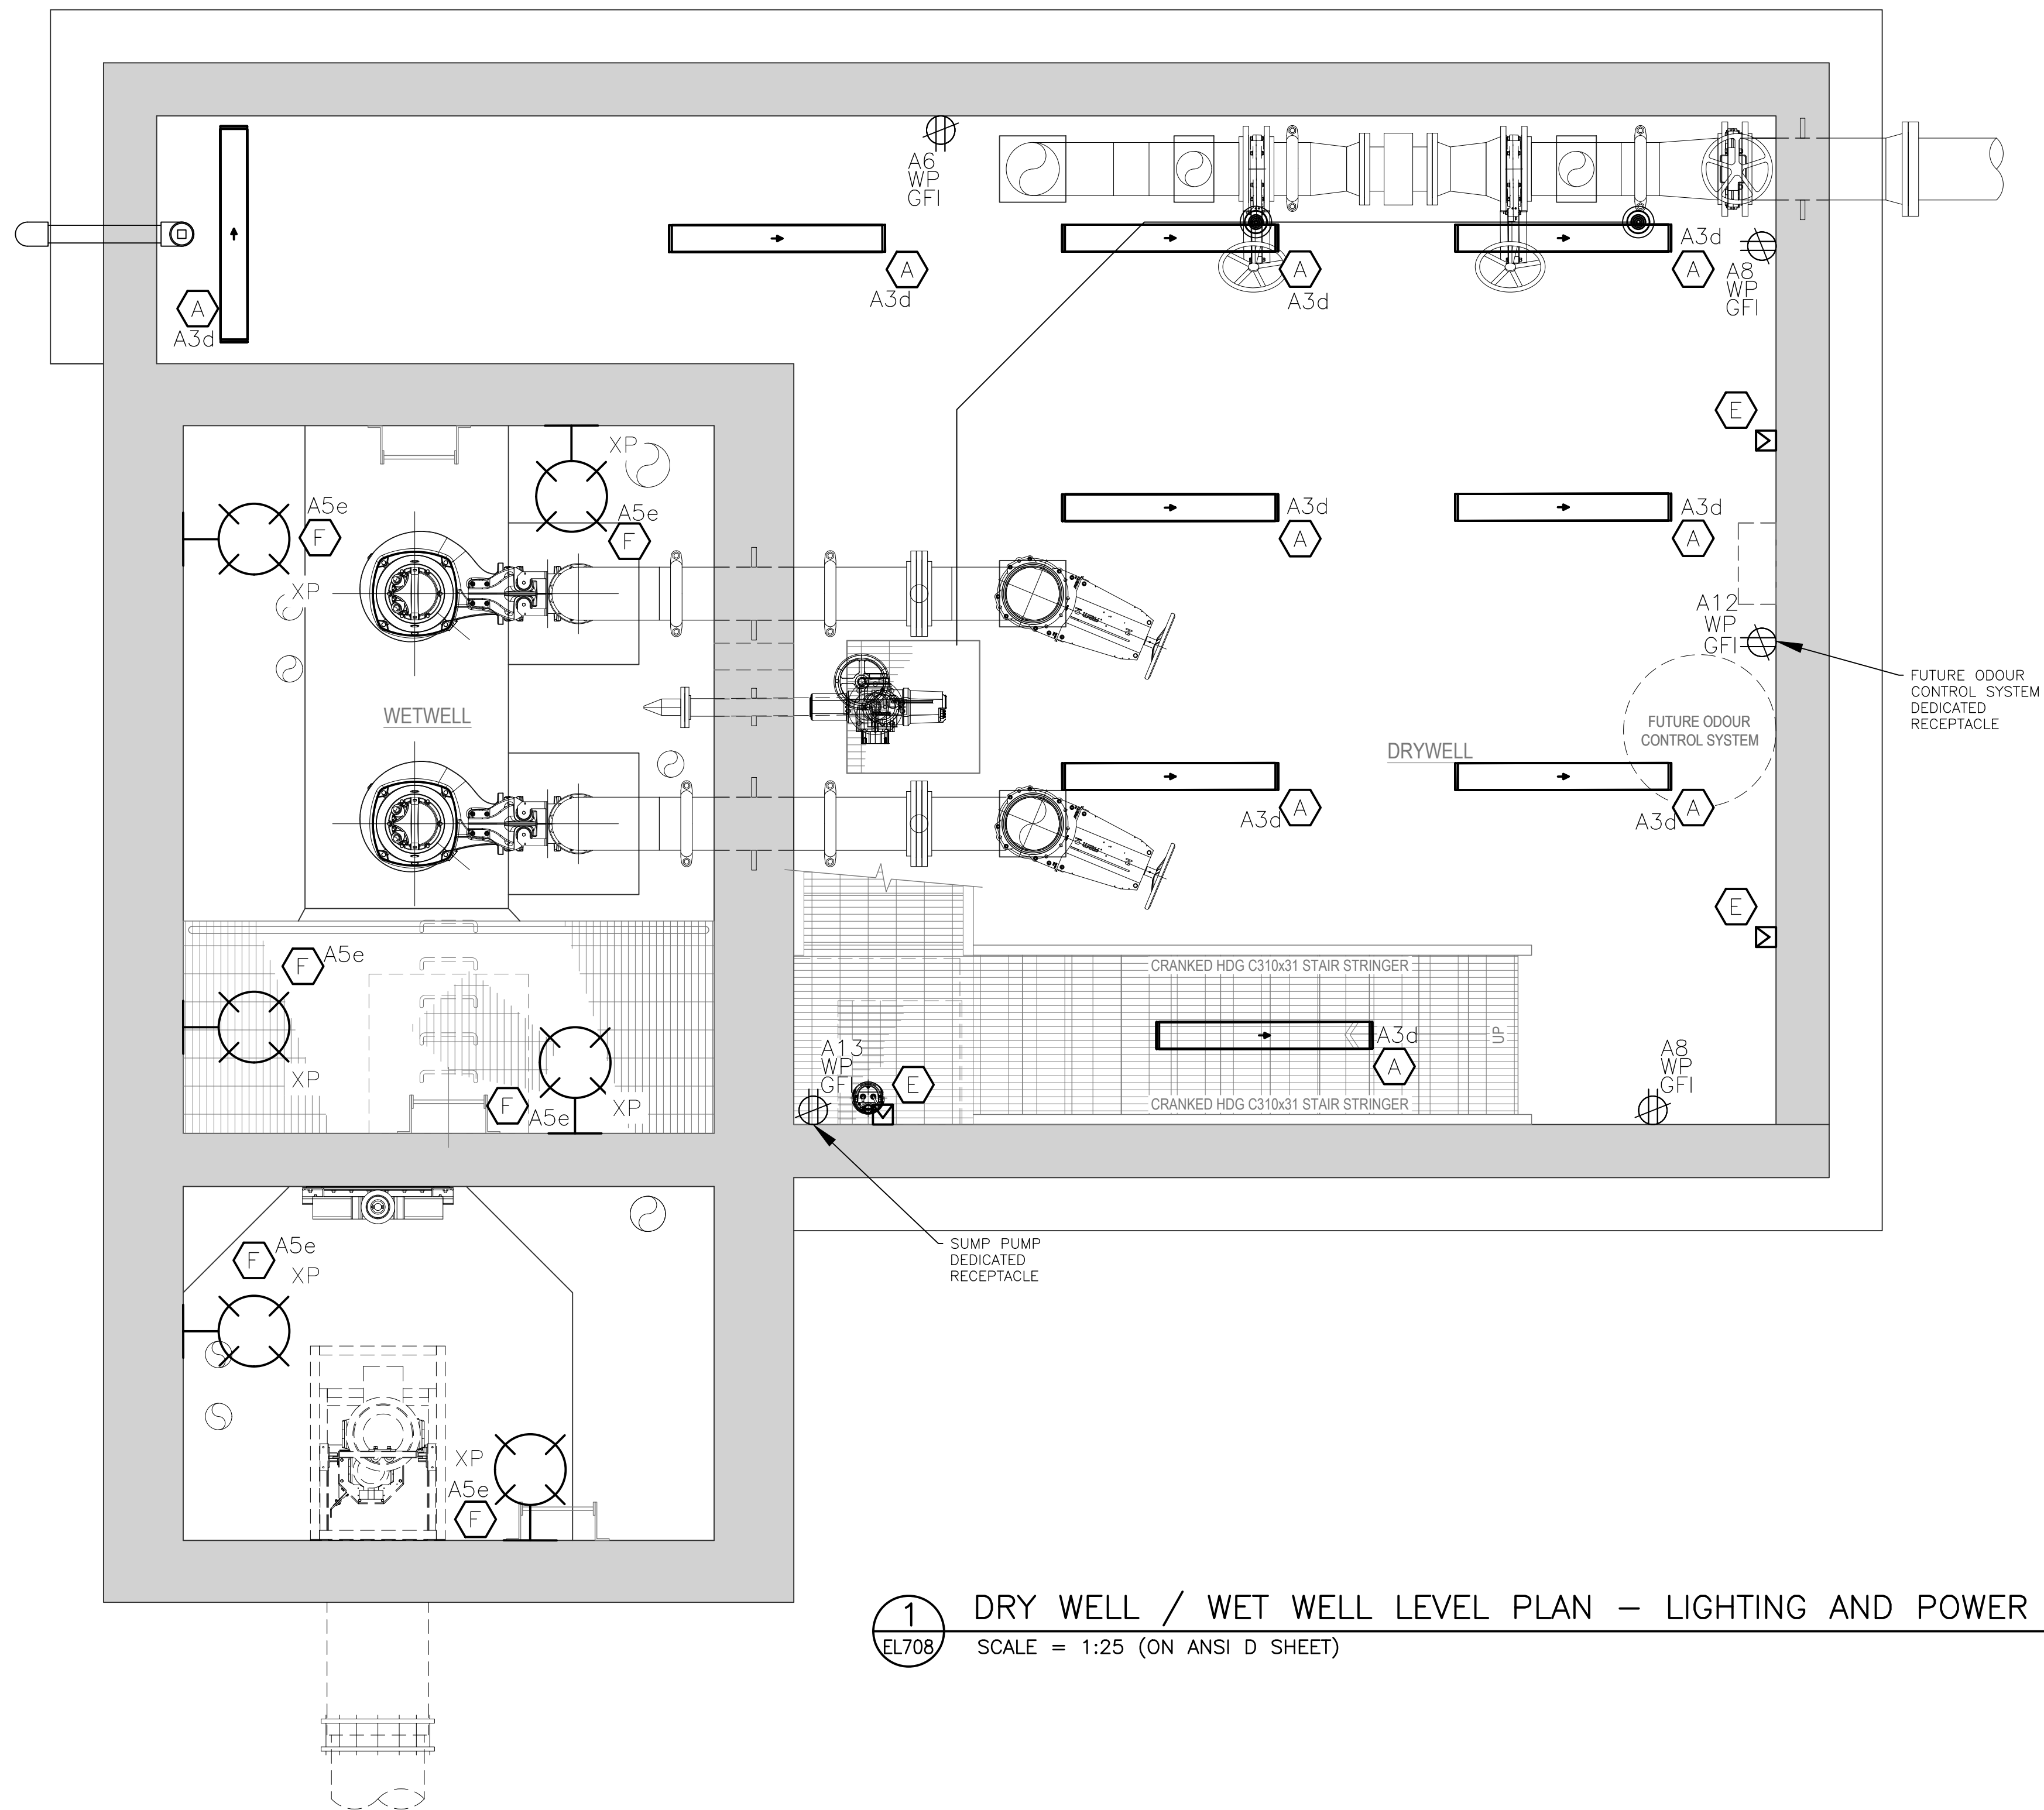 A6
WP
GFI
A
A3d
A
A3d
A
A3d
A3d
A
A8
WP
GFI
E
XP
A5e
F
A5e
F
XP
A3d
A
A3d
A
A12
WP
GFI
FUTURE ODOUR
CONTROL SYSTEM
DEDICATED
RECEPTACLE
WETWELL
DRYWELL
FUTURE ODOUR
CONTROL SYSTEM
A3d
A
A3d
A
E
F
A5e
XP
F
A5e
XP
CRANKED HDG C310x31 STAIR STRINGER
A13
WP
GFI
E
A3d
A
UP
A8
WP
GFI
CRANKED HDG C310x31 STAIR STRINGER
SUMP PUMP
DEDICATED
RECEPTACLE
F
A5e
XP
XP
A5e
F
1
EL708
DRY WELL / WET WELL LEVEL PLAN – LIGHTING AND POWER
SCALE = 1:25 (ON ANSI D SHEET)